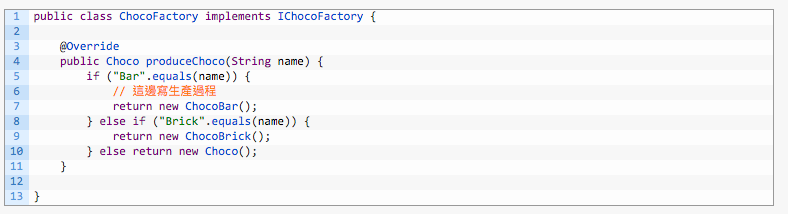 1 public class ChocoFactory implements IChocoFactory {
2
3 @Override
4 public Choco produceChoco(String name) {
5 if ("Bar".equals(name)) {
6 // 這邊寫生產過程
7 return new ChocoBar();
8 } else if ("Brick".equals(name)) {
9 return new ChocoBrick();
10 } else return new Choco();
11 }
12
13 }